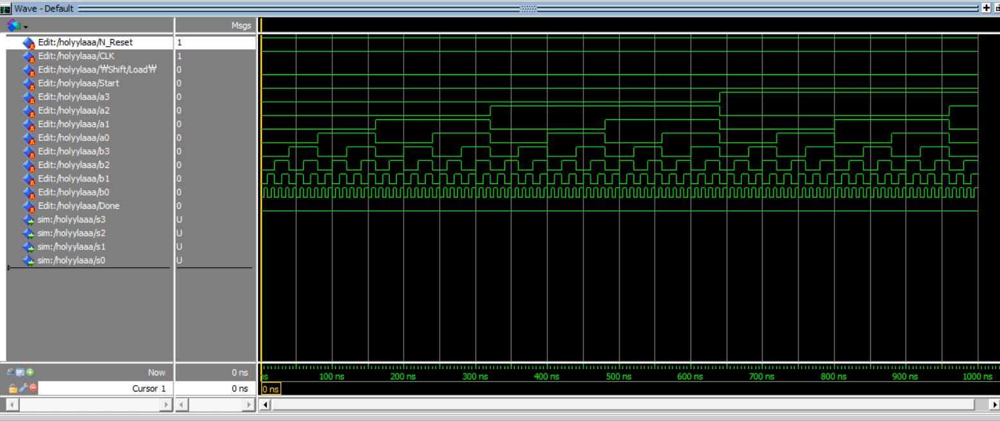 Wave - Default
Msgs
Edit:/holyylaaa/N_Reset 1
Edit:/holyylaaa/CLK 1
Edit:/holyylaaa/₩Shift/Load₩ 0
Edit:/holyylaaa/Start 0
Edit:/holyylaaa/a3 0
Edit:/holyylaaa/a2 0
Edit:/holyylaaa/a1 0
Edit:/holyylaaa/a0 0
Edit:/holyylaaa/b3 0
Edit:/holyylaaa/b2 0
Edit:/holyylaaa/b1 0
Edit:/holyylaaa/b0 0
Edit:/holyylaaa/Done 0
sim:/holyylaaa/s3 U
sim:/holyylaaa/s2 U
sim:/holyylaaa/s1 U
sim:/holyylaaa/s0 U
Now 0 ns ns 100 ns 200 ns 300 ns 400 ns 500 ns 600 ns 700 ns 800 ns 900 ns 1000 ns
Cursor 1 0 ns 0 ns